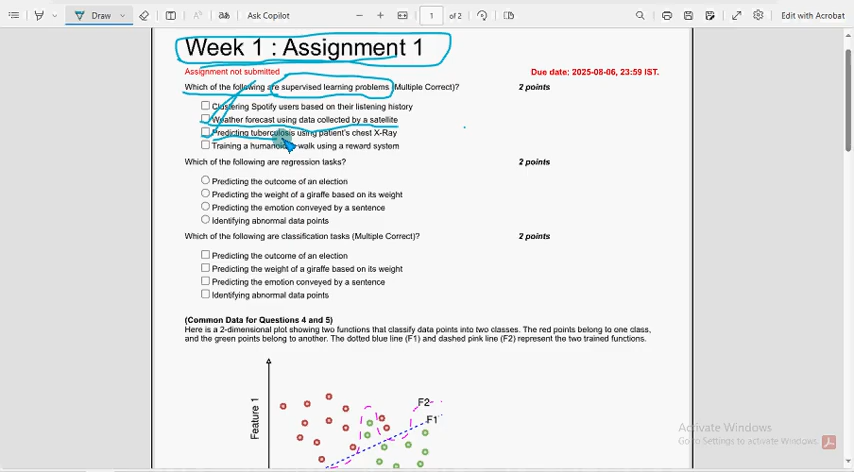 Draw
Ask Copilot
1
of 2
Edit with Acrobat
Week 1 : Assignment 1
Assignment not submitted
Due date: 2025-08-06, 23:59 IST.
Which of the following are supervised learning problems (Multiple Correct)?
2 points
Clustering Spotify users based on their listening history
Weather forecast using data collected by a satellite
Predicting tuberculosis using patient's chest X-Ray
Training a humanoid to walk using a reward system
Which of the following are regression tasks?
2 points
Predicting the outcome of an election
Predicting the weight of a giraffe based on its weight
Predicting the emotion conveyed by a sentence
Identifying abnormal data points
Which of the following are classification tasks (Multiple Correct)?
2 points
Predicting the outcome of an election
Predicting the weight of a giraffe based on its weight
Predicting the emotion conveyed by a sentence
Identifying abnormal data points
(Common Data for Questions 4 and 5)
Here is a 2-dimensional plot showing two functions that classify data points into two classes. The red points belong to one class,
and the green points belong to another. The dotted blue line (F1) and dashed pink line (F2) represent the two trained functions.
Feature 1
F2
F1
Activate Windows
Go to Settings to activate Windows.